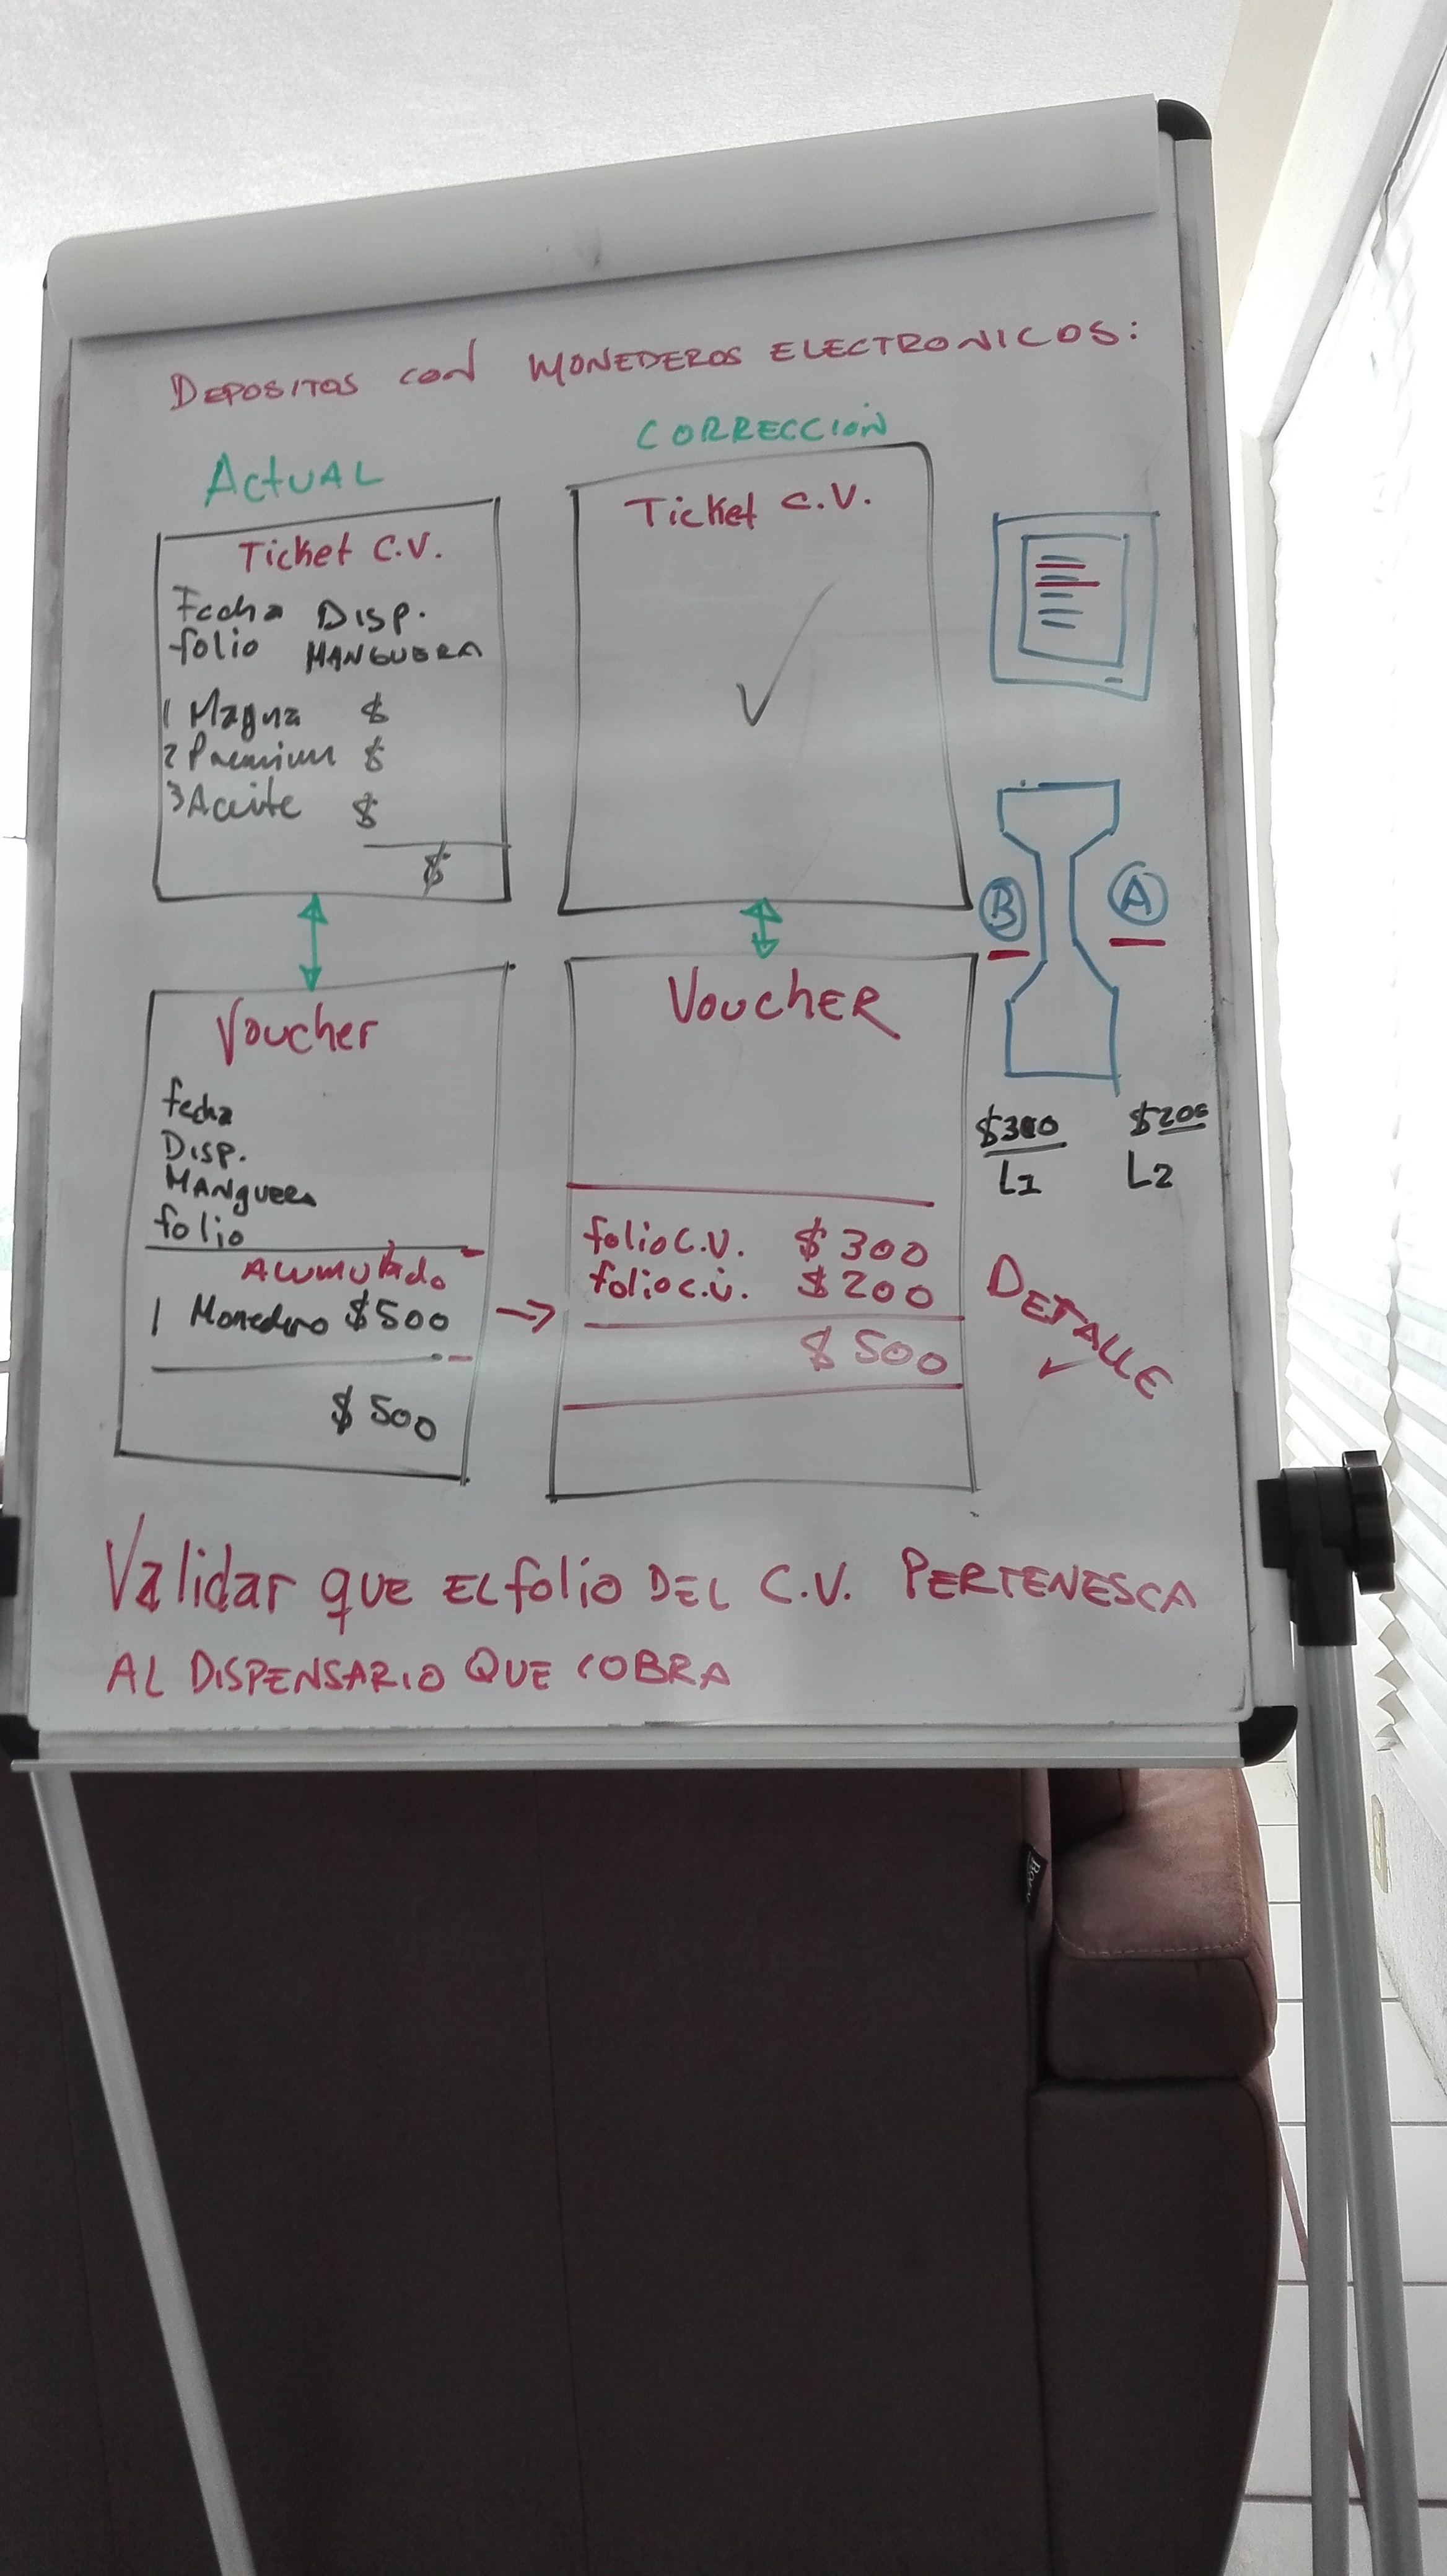 DEPOSITOS CON MONEDEROS ELECTRONICOS:
ACTUAL
Ticket C.V.
Fecha Disp.
folio MANGUERA
1 Magna $
2 Premium $
3 Aceite $
$
Voucher
fecha
Disp.
MANguera
folio
Acumulado
1 Monedero $500
$500
CORRECCION
Ticket C.V.
VoucHER
folio C.V. $300
folio c.v. $200
$500
B A
$300 $200
L1 L2
DETALLE
Validar que EL folio DEL C.V. PERTENESCA
AL DISPENSARIO QUE COBRA